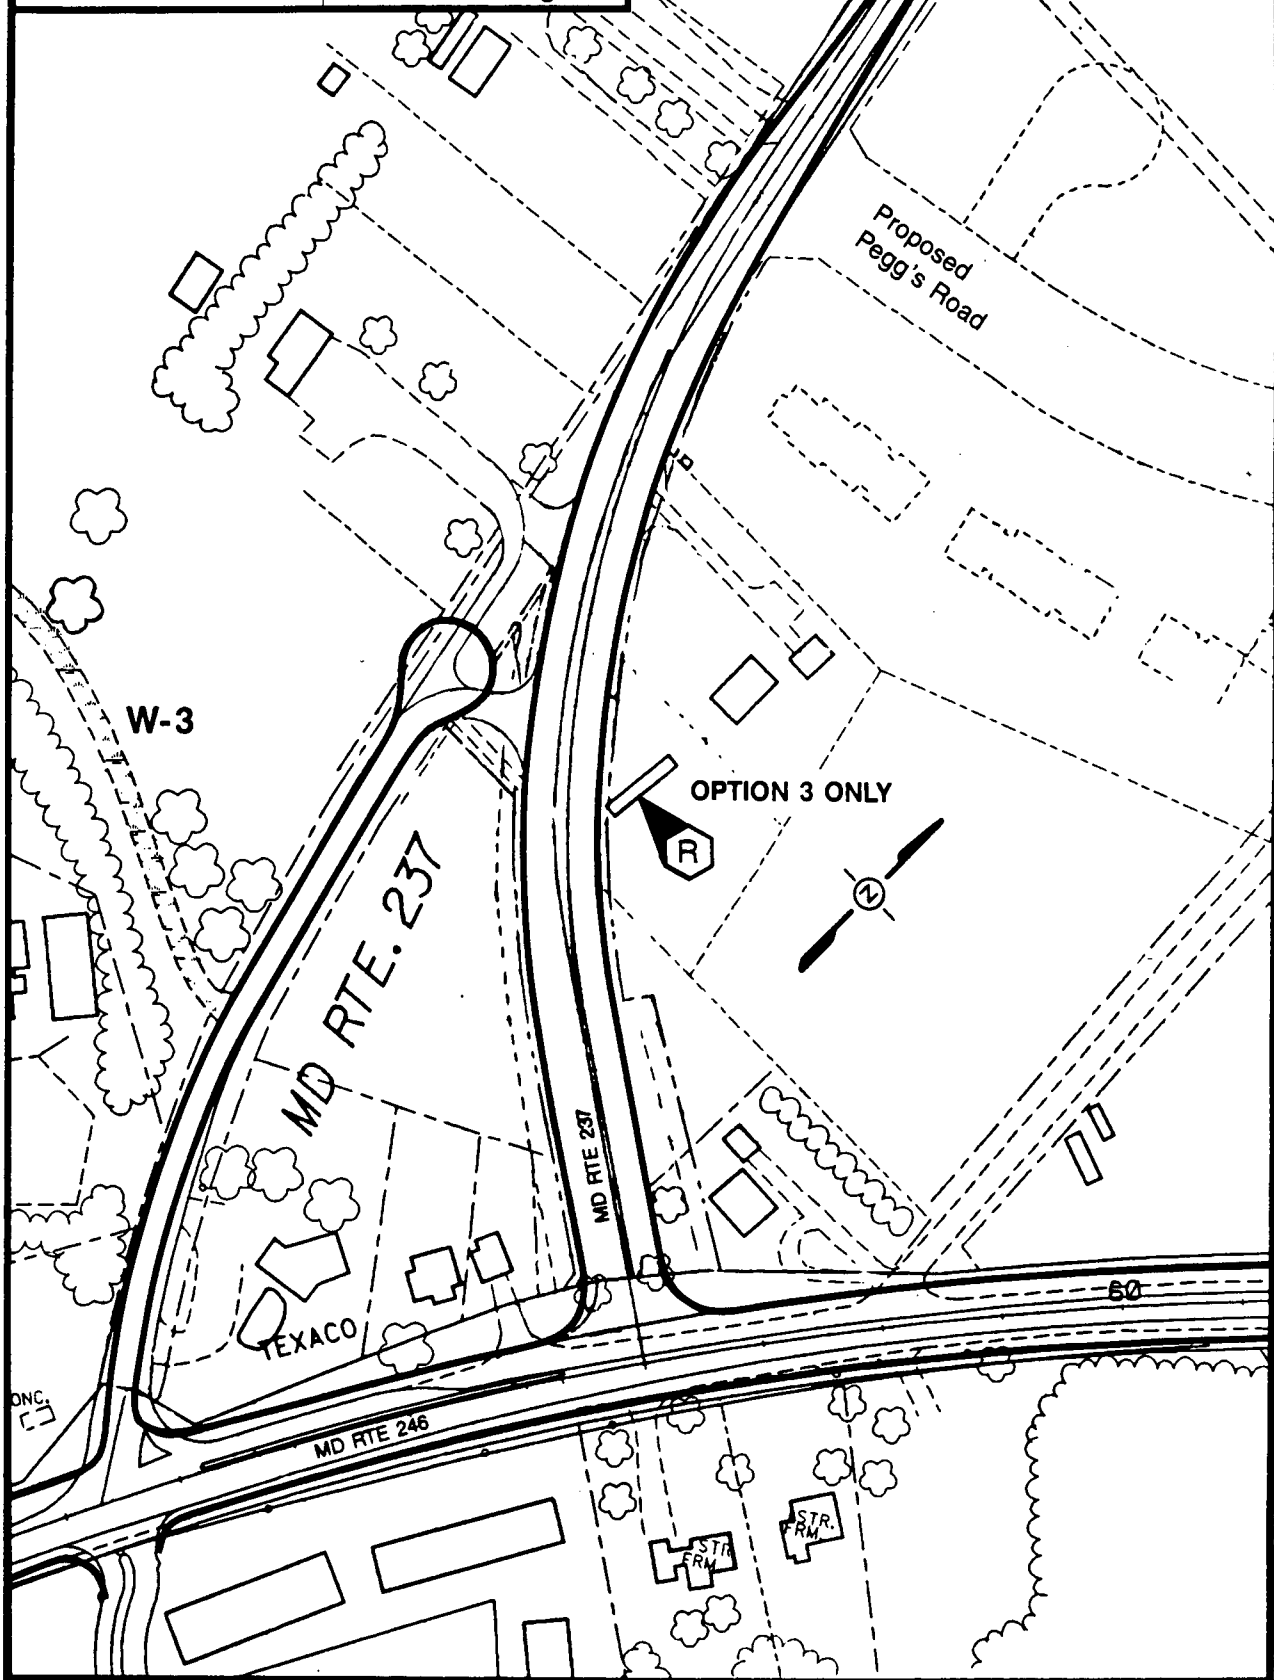 Proposed
Pegg's Road
W-3
OPTION 3 ONLY
R
N
MD RTE. 237
MD RTE 237
60
TEXACO
ONC.
MD RTE 246
STR.
FRM
STR
FRM